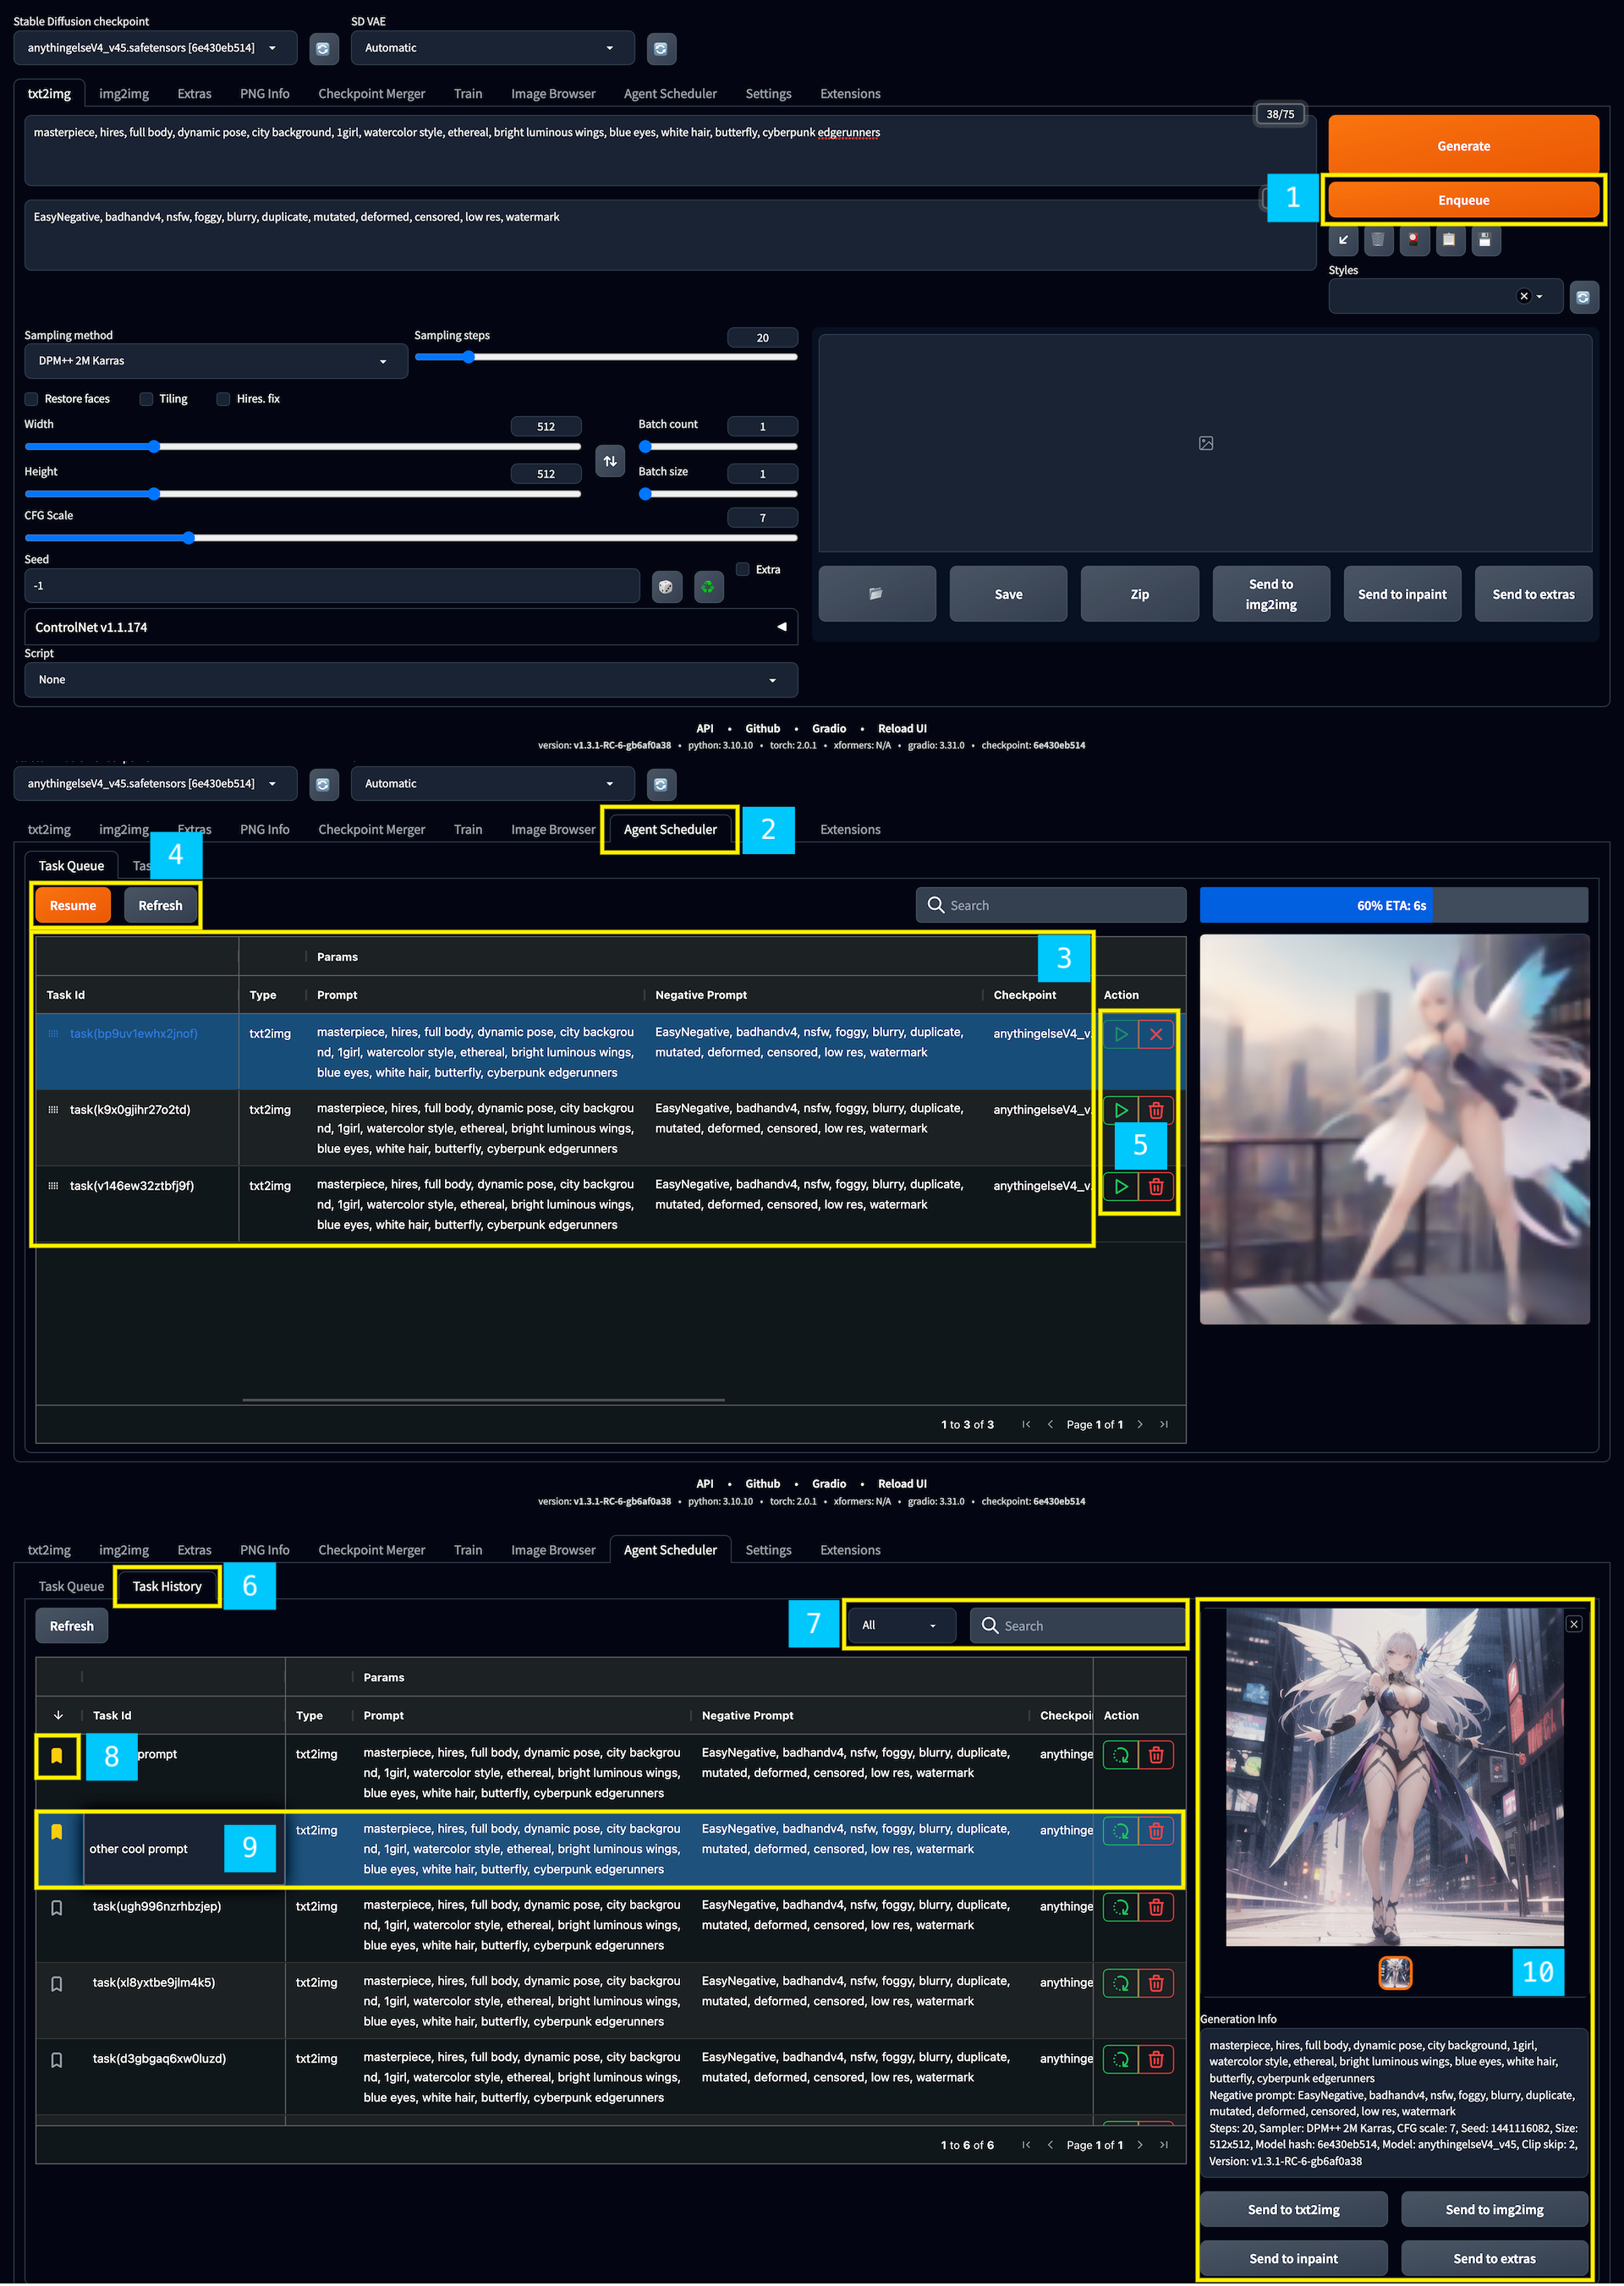 Stable Diffusion checkpoint
SD VAE
anythingelseV4_v45.safetensors [6e430eb514]
Automatic
txt2img img2img Extras PNG Info Checkpoint Merger Train Image Browser Agent Scheduler Settings Extensions
38/75
masterpiece, hires, full body, dynamic pose, city background, 1girl, watercolor style, ethereal, bright luminous wings, blue eyes, white hair, butterfly, cyberpunk edgerunners
Generate
1
Enqueue
EasyNegative, badhandv4, nsfw, foggy, blurry, duplicate, mutated, deformed, censored, low res, watermark
Styles
Sampling method
DPM++ 2M Karras
Sampling steps
20
Restore faces
Tiling
Hires. fix
Width
512
Batch count
1
Height
512
Batch size
1
CFG Scale
7
Seed
-1
Extra
ControlNet v1.1.174
Script
None
Save
Zip
Send to
img2img
Send to inpaint
Send to extras
API • Github • Gradio • Reload UI
version: v1.3.1-RC-6-gb6af0a38 • python: 3.10.10 • torch: 2.0.1 • xformers: N/A • gradio: 3.31.0 • checkpoint: 6e430eb514
anythingelseV4_v45.safetensors [6e430eb514]
Automatic
txt2img img2img Extras PNG Info Checkpoint Merger Train Image Browser Agent Scheduler
2
Extensions
Task Queue
4
Resume
Refresh
Search
60% ETA: 6s
Params
3
Task Id
Type
Prompt
Negative Prompt
Checkpoint
Action
task(bp9uv1ewhx2jnof)
txt2img
masterpiece, hires, full body, dynamic pose, city backgrou
nd, 1girl, watercolor style, ethereal, bright luminous wings,
blue eyes, white hair, butterfly, cyberpunk edgerunners
EasyNegative, badhandv4, nsfw, foggy, blurry, duplicate,
mutated, deformed, censored, low res, watermark
anythingelseV4_v
task(k9x0gjihr27o2td)
txt2img
masterpiece, hires, full body, dynamic pose, city backgrou
nd, 1girl, watercolor style, ethereal, bright luminous wings,
blue eyes, white hair, butterfly, cyberpunk edgerunners
EasyNegative, badhandv4, nsfw, foggy, blurry, duplicate,
mutated, deformed, censored, low res, watermark
anythingelseV4_v
5
task(v146ew32ztbfj9f)
txt2img
masterpiece, hires, full body, dynamic pose, city backgrou
nd, 1girl, watercolor style, ethereal, bright luminous wings,
blue eyes, white hair, butterfly, cyberpunk edgerunners
EasyNegative, badhandv4, nsfw, foggy, blurry, duplicate,
mutated, deformed, censored, low res, watermark
anythingelseV4_v
1 to 3 of 3
Page 1 of 1
API • Github • Gradio • Reload UI
version: v1.3.1-RC-6-gb6af0a38 • python: 3.10.10 • torch: 2.0.1 • xformers: N/A • gradio: 3.31.0 • checkpoint: 6e430eb514
txt2img img2img Extras PNG Info Checkpoint Merger Train Image Browser Agent Scheduler Settings Extensions
Task Queue
Task History
6
Refresh
7
All
Search
Params
Task Id
Type
Prompt
Negative Prompt
Checkpoi
Action
8
prompt
txt2img
masterpiece, hires, full body, dynamic pose, city backgrou
nd, 1girl, watercolor style, ethereal, bright luminous wings,
blue eyes, white hair, butterfly, cyberpunk edgerunners
EasyNegative, badhandv4, nsfw, foggy, blurry, duplicate,
mutated, deformed, censored, low res, watermark
anythinge
other cool prompt
9
txt2img
masterpiece, hires, full body, dynamic pose, city backgrou
nd, 1girl, watercolor style, ethereal, bright luminous wings,
blue eyes, white hair, butterfly, cyberpunk edgerunners
EasyNegative, badhandv4, nsfw, foggy, blurry, duplicate,
mutated, deformed, censored, low res, watermark
anythinge
task(ugh996nzrhbzjep)
txt2img
masterpiece, hires, full body, dynamic pose, city backgrou
nd, 1girl, watercolor style, ethereal, bright luminous wings,
blue eyes, white hair, butterfly, cyberpunk edgerunners
EasyNegative, badhandv4, nsfw, foggy, blurry, duplicate,
mutated, deformed, censored, low res, watermark
anythinge
task(xl8yxtbe9jlm4k5)
txt2img
masterpiece, hires, full body, dynamic pose, city backgrou
nd, 1girl, watercolor style, ethereal, bright luminous wings,
blue eyes, white hair, butterfly, cyberpunk edgerunners
EasyNegative, badhandv4, nsfw, foggy, blurry, duplicate,
mutated, deformed, censored, low res, watermark
anythinge
task(d3gbgaq6xw0luzd)
txt2img
masterpiece, hires, full body, dynamic pose, city backgrou
nd, 1girl, watercolor style, ethereal, bright luminous wings,
blue eyes, white hair, butterfly, cyberpunk edgerunners
EasyNegative, badhandv4, nsfw, foggy, blurry, duplicate,
mutated, deformed, censored, low res, watermark
anythinge
1 to 6 of 6
Page 1 of 1
10
Generation Info
masterpiece, hires, full body, dynamic pose, city background, 1girl,
watercolor style, ethereal, bright luminous wings, blue eyes, white hair,
butterfly, cyberpunk edgerunners
Negative prompt: EasyNegative, badhandv4, nsfw, foggy, blurry, duplicate,
mutated, deformed, censored, low res, watermark
Steps: 20, Sampler: DPM++ 2M Karras, CFG scale: 7, Seed: 1441116082, Size:
512x512, Model hash: 6e430eb514, Model: anythingelseV4_v45, Clip skip: 2,
Version: v1.3.1-RC-6-gb6af0a38
Send to txt2img
Send to img2img
Send to inpaint
Send to extras